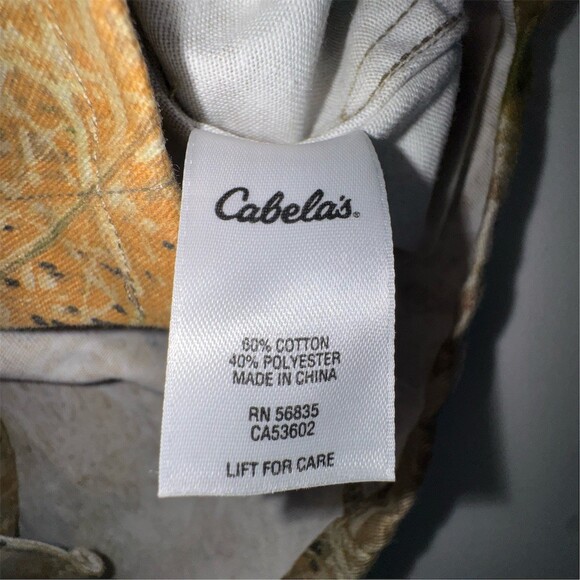 Cabela's®
60% COTTON
40% POLYESTER
MADE IN CHINA
RN 56835
CA53602
LIFT FOR CARE